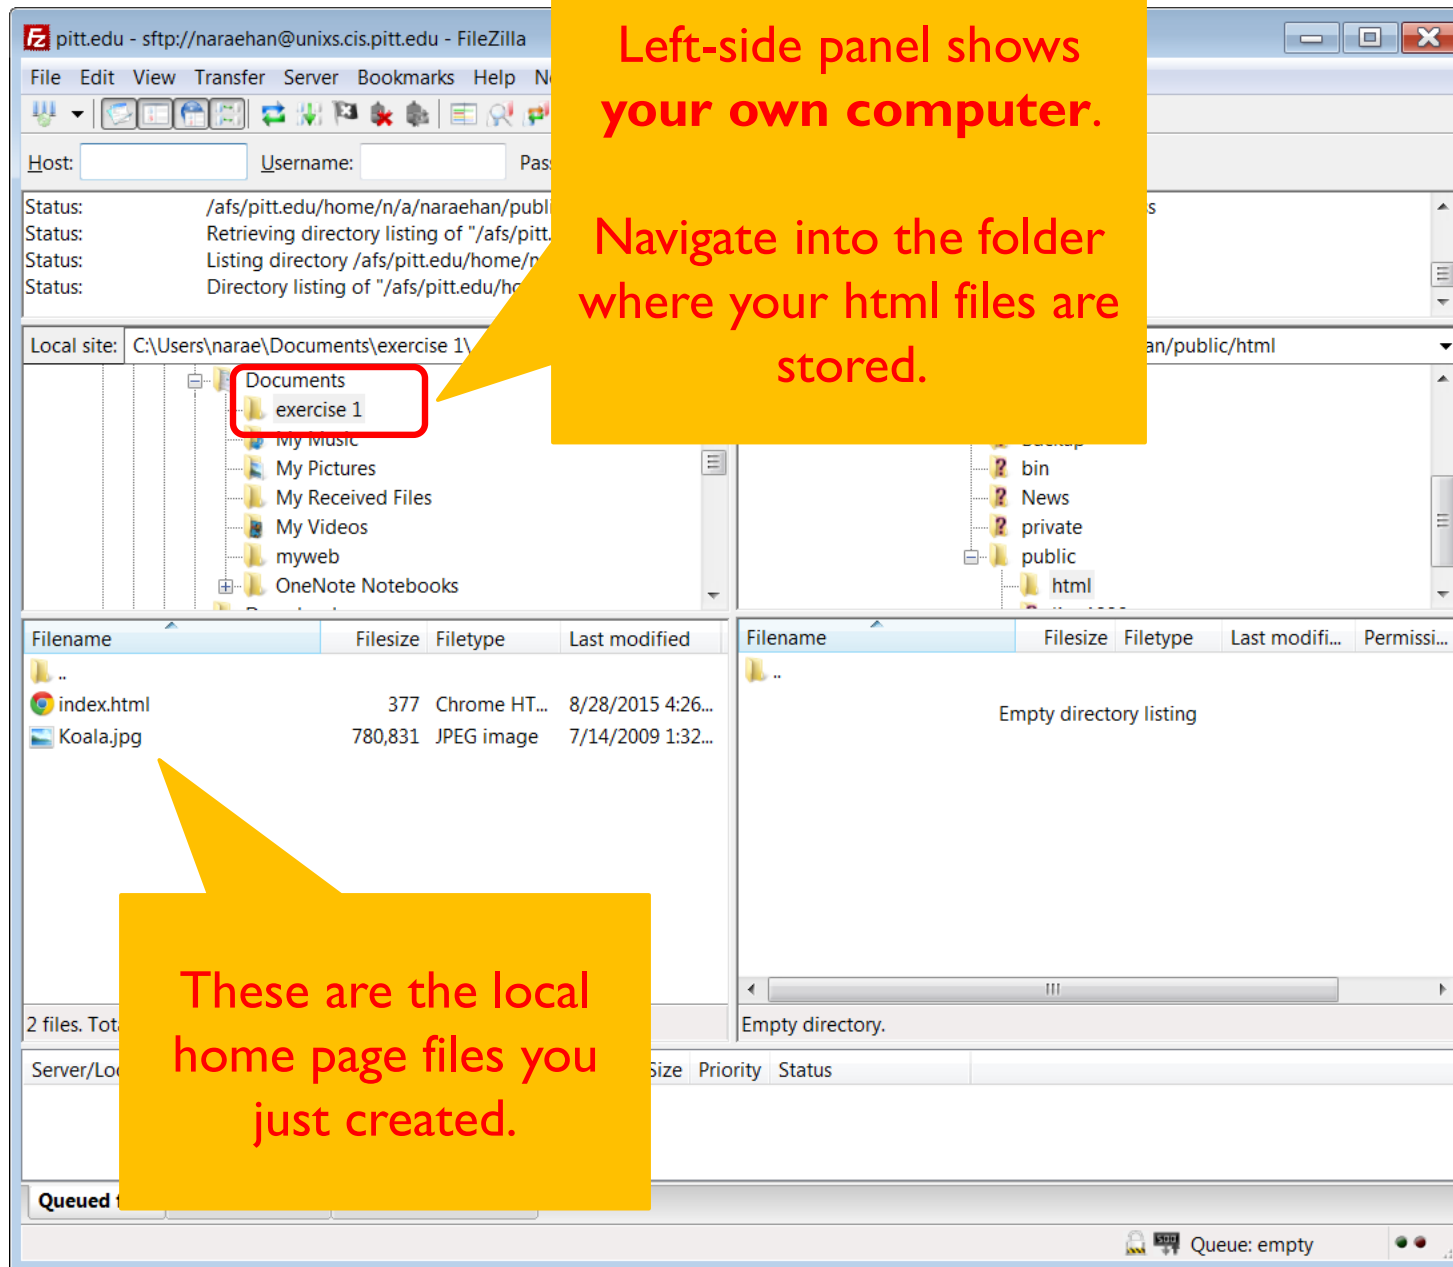 pitt.edu - sftp://naraehan@unixs.cis.pitt.edu - FileZilla
File Edit View Transfer Server Bookmarks Help
Host: Username:
Left-side panel shows
your own computer.
Navigate into the folder
where your html files are
stored.
Status: /afs/pitt.edu/home/n/a/naraehan/publi
Status: Retrieving directory listing of "/afs/pitt.
Status: Listing directory /afs/pitt.edu/home/n
Status: Directory listing of "/afs/pitt.edu/ho
Local site: C:\Users\narae\Documents\exercise 1\
Documents
exercise 1
My Music
My Pictures
My Received Files
My Videos
myweb
OneNote Notebooks
an/public/html
bin
News
private
public
html
Filename Filesize Filetype Last modified
..
index.html 377 Chrome HT... 8/28/2015 4:26...
Koala.jpg 780,831 JPEG image 7/14/2009 1:32...
2 files.
Filename Filesize Filetype Last modifi... Permissi...
..
Empty directory listing
Empty directory.
These are the local
home page files you
just created.
Size Priority Status
Queued
Queue: empty